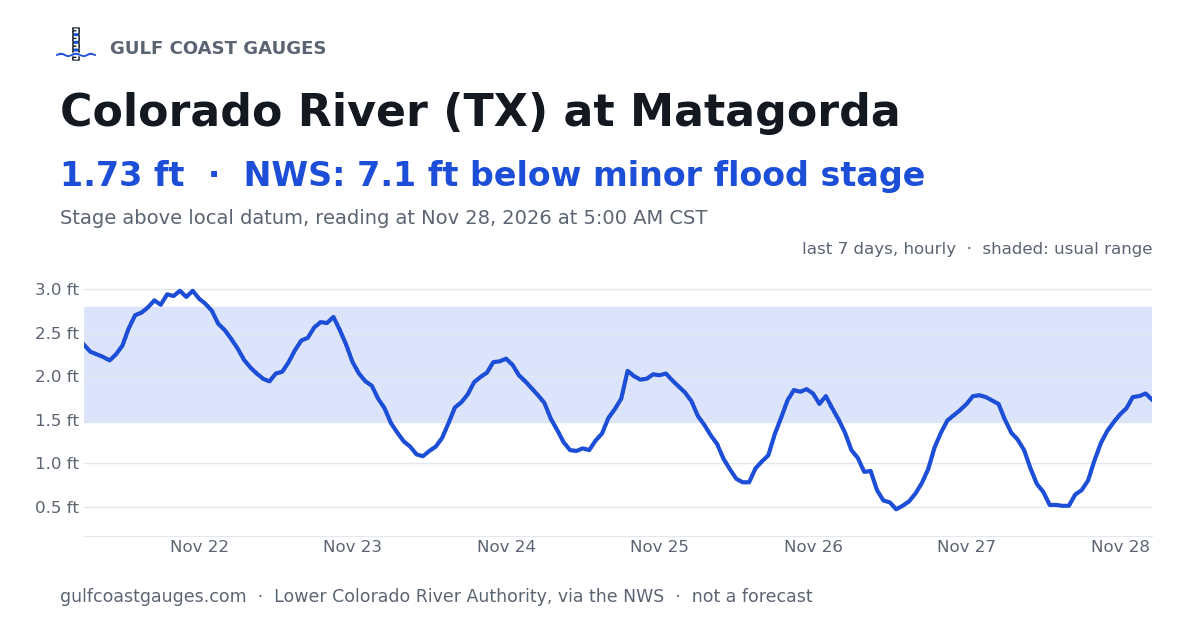 GULF COAST GAUGES
Colorado River (TX) at Matagorda
1.73 ft · NWS: 7.1 ft below minor flood stage
Stage above local datum, reading at Nov 28, 2026 at 5:00 AM CST
last 7 days, hourly · shaded: usual range
3.0 ft
2.5 ft
2.0 ft
1.5 ft
1.0 ft
0.5 ft
Nov 22 Nov 23 Nov 24 Nov 25 Nov 26 Nov 27 Nov 28
gulfcoastgauges.com · Lower Colorado River Authority, via the NWS · not a forecast